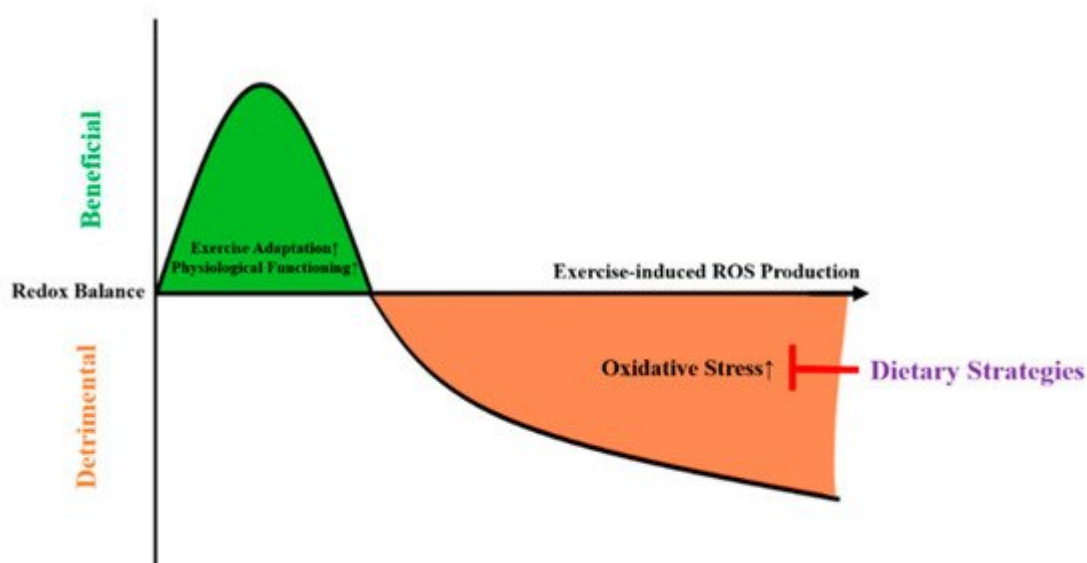 Beneficial
Exercise Adaptation↑
Physiological Functioning↑
Exercise-induced ROS Production
Redox Balance
Oxidative Stress↑
Dietary Strategies
Detrimental